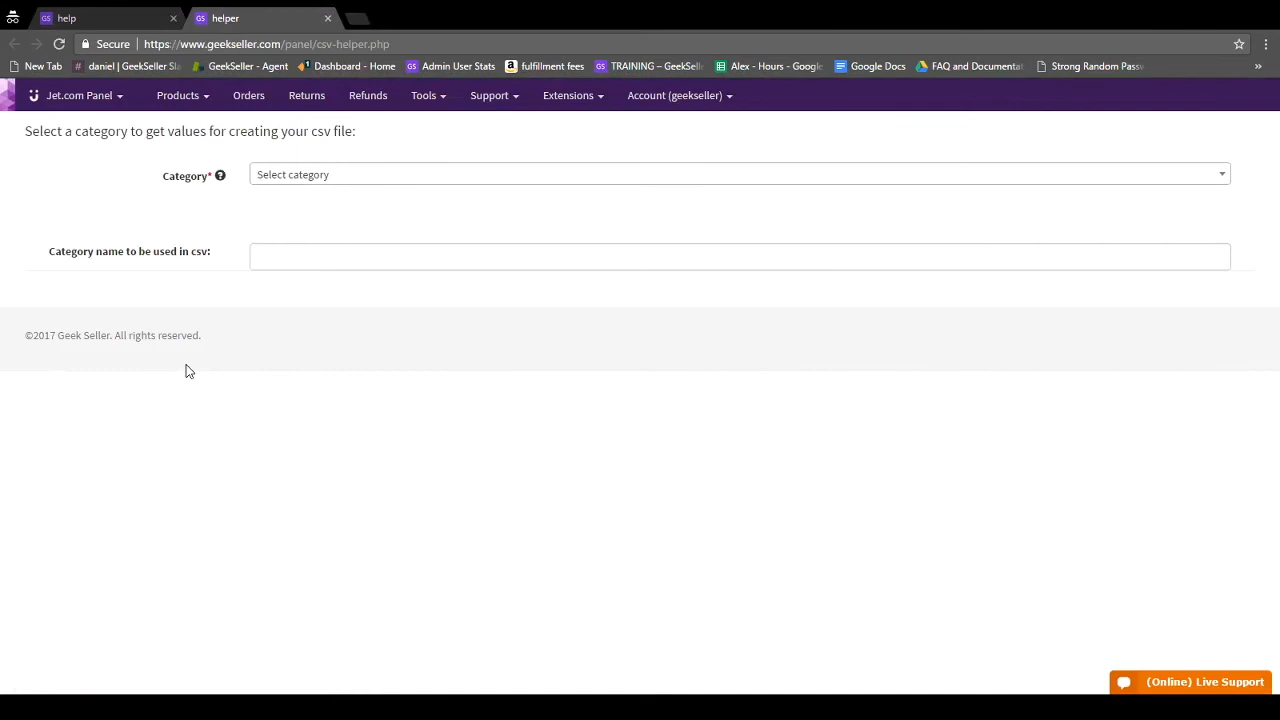 help
helper
Secure | https://www.geekseller.com/panel/csv-helper.php
New Tab daniel | GeekSeller Sla GeekSeller - Agent Dashboard - Home Admin User Stats fulfillment fees TRAINING – GeekSelle Alex - Hours - Google Google Docs FAQ and Documentat Strong Random Passw »
Jet.com Panel Products Orders Returns Refunds Tools Support Extensions Account (geekseller)
Select a category to get values for creating your csv file:
Category* ? Select category
Category name to be used in csv:
©2017 Geek Seller. All rights reserved.
(Online) Live Support